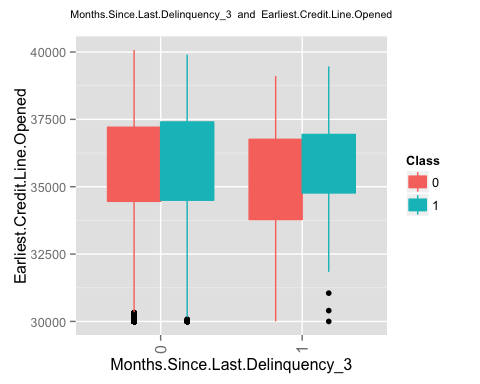 Months.Since.Last.Delinquency_3 and Earliest.Credit.Line.Opened
40000
37500
35000
32500
30000
Earliest.Credit.Line.Opened
0
1
Months.Since.Last.Delinquency_3
Class
0
1